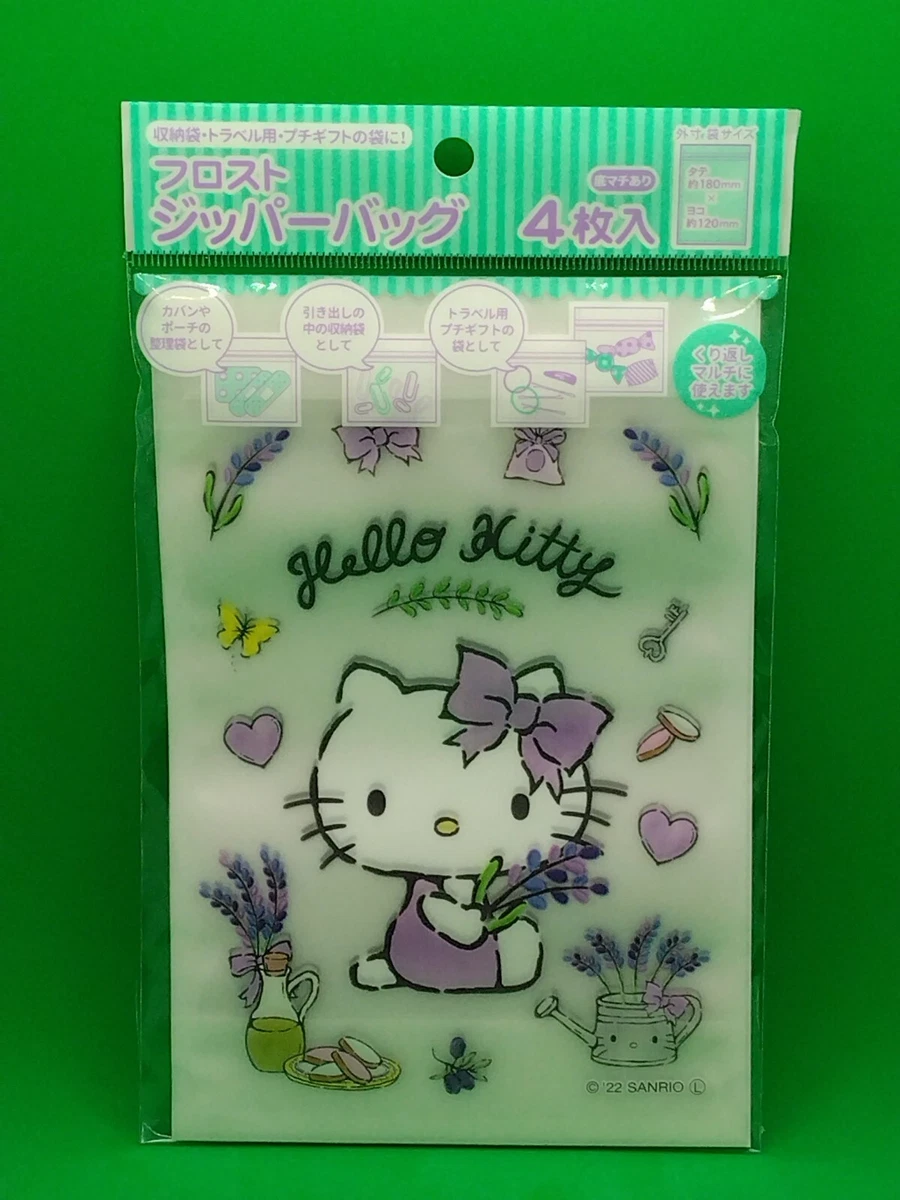 収納袋・トラベル用・プチギフトの袋に!
フロスト
ジッパーバッグ
底マチあり
4枚入
外寸:袋サイズ
タテ
約180mm
×
ヨコ
約120mm
カバンや
ポーチの
整理袋として
引き出しの
中の収納袋
として
トラベル用
プチギフトの
袋として
くり返し
マルチに
使えます
Hello Kitty
© '22 SANRIO Ⓛ